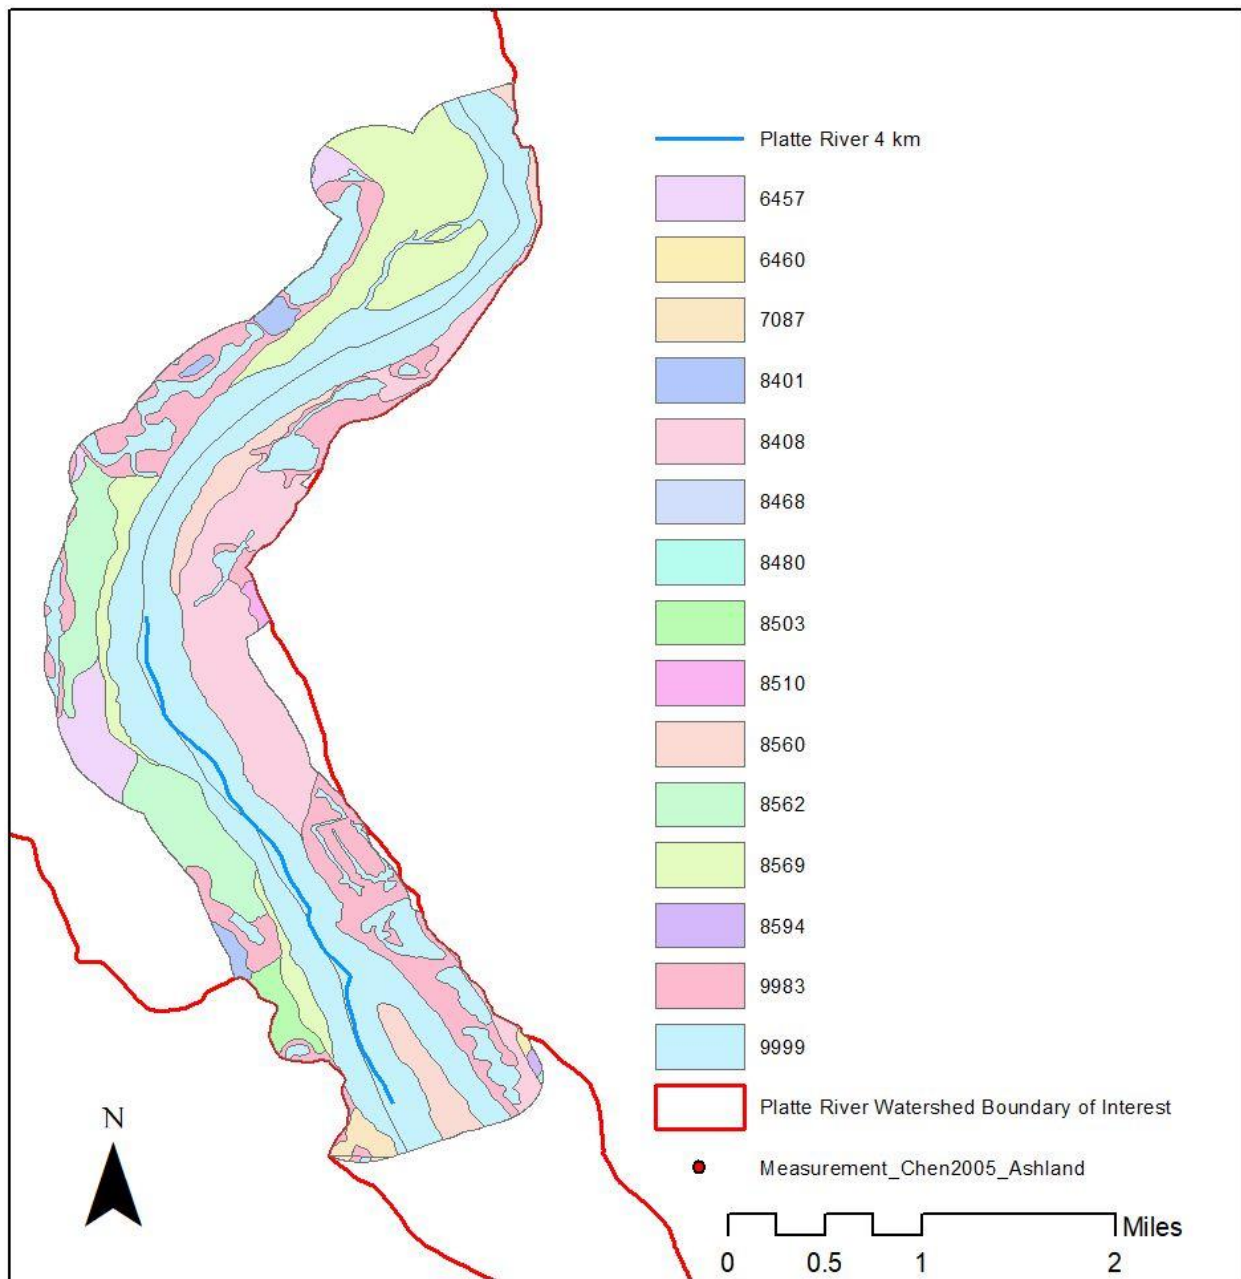 Platte River 4 km
6457
6460
7087
8401
8408
8468
8480
8503
8510
8560
8562
8569
8594
9983
9999
Platte River Watershed Boundary of Interest
Measurement_Chen2005_Ashland
N
Miles
0 0.5 1 2